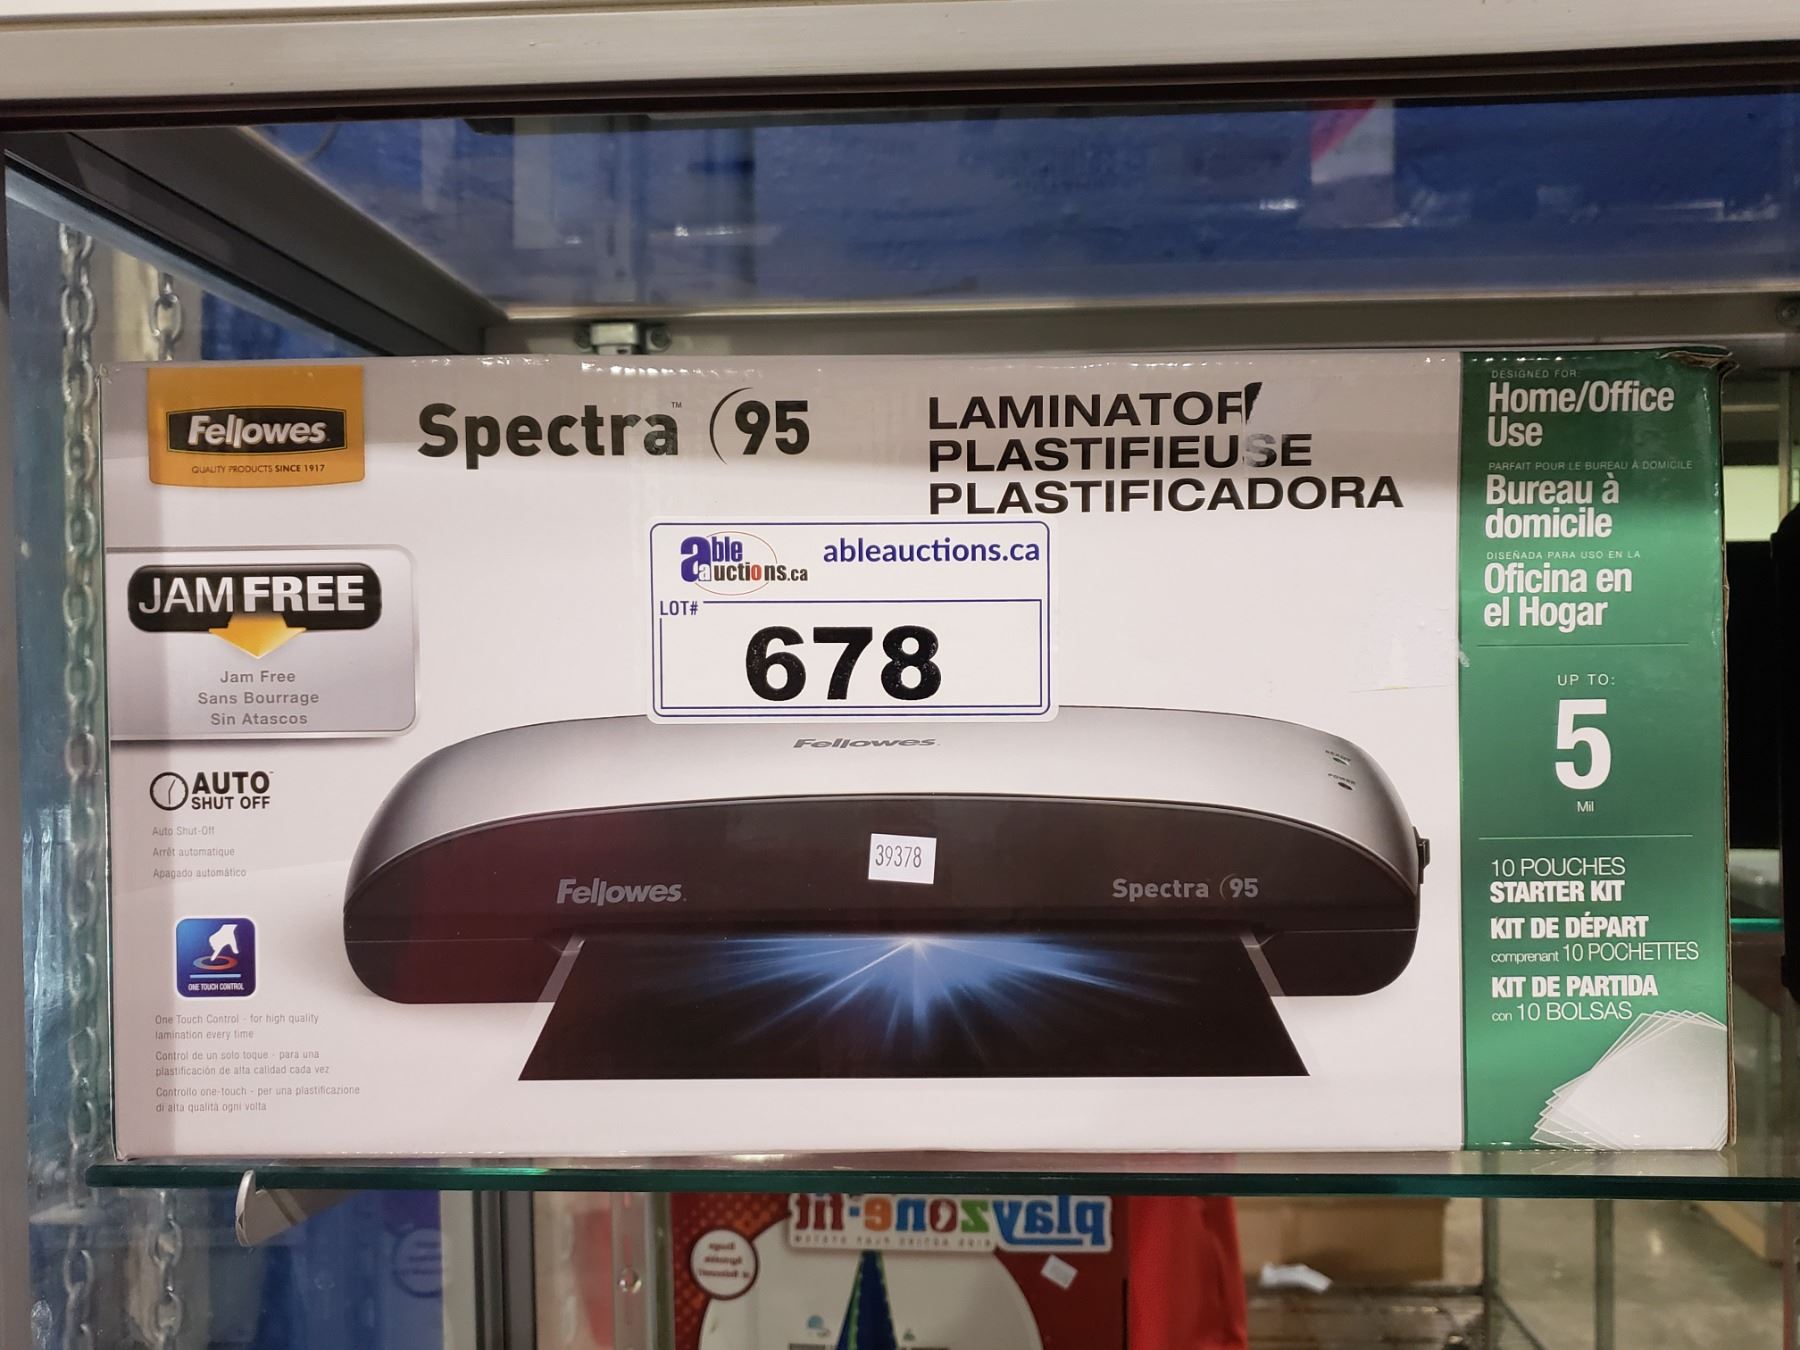 Fellowes
QUALITY PRODUCTS SINCE 1917
Spectra™ 95
LAMINATOR
PLASTIFIEUSE
PLASTIFICADORA
DESIGNED FOR:
Home/Office
Use
PARFAIT POUR LE BUREAU À DOMICILE
Bureau à
domicile
DISEÑADA PARA USO EN LA
Oficina en
el Hogar
UP TO:
5
Mil
10 POUCHES
STARTER KIT
KIT DE DÉPART
comprenant 10 POCHETTES
KIT DE PARTIDA
con 10 BOLSAS
able auctions.ca
ableauctions.ca
LOT#
678
JAM FREE
Jam Free
Sans Bourrage
Sin Atascos
AUTO
SHUT OFF
Auto Shut-Off
Arrêt automatique
Apagado automático
ONE TOUCH CONTROL
One Touch Control - for high quality
lamination every time
Control de un solo toque - para una
plastificación de alta calidad cada vez
Controllo one-touch - per una plastificazione
di alta qualità ogni volta
Fellowes
READY
POWER
39378
Fellowes
Spectra 95
playzone-fit